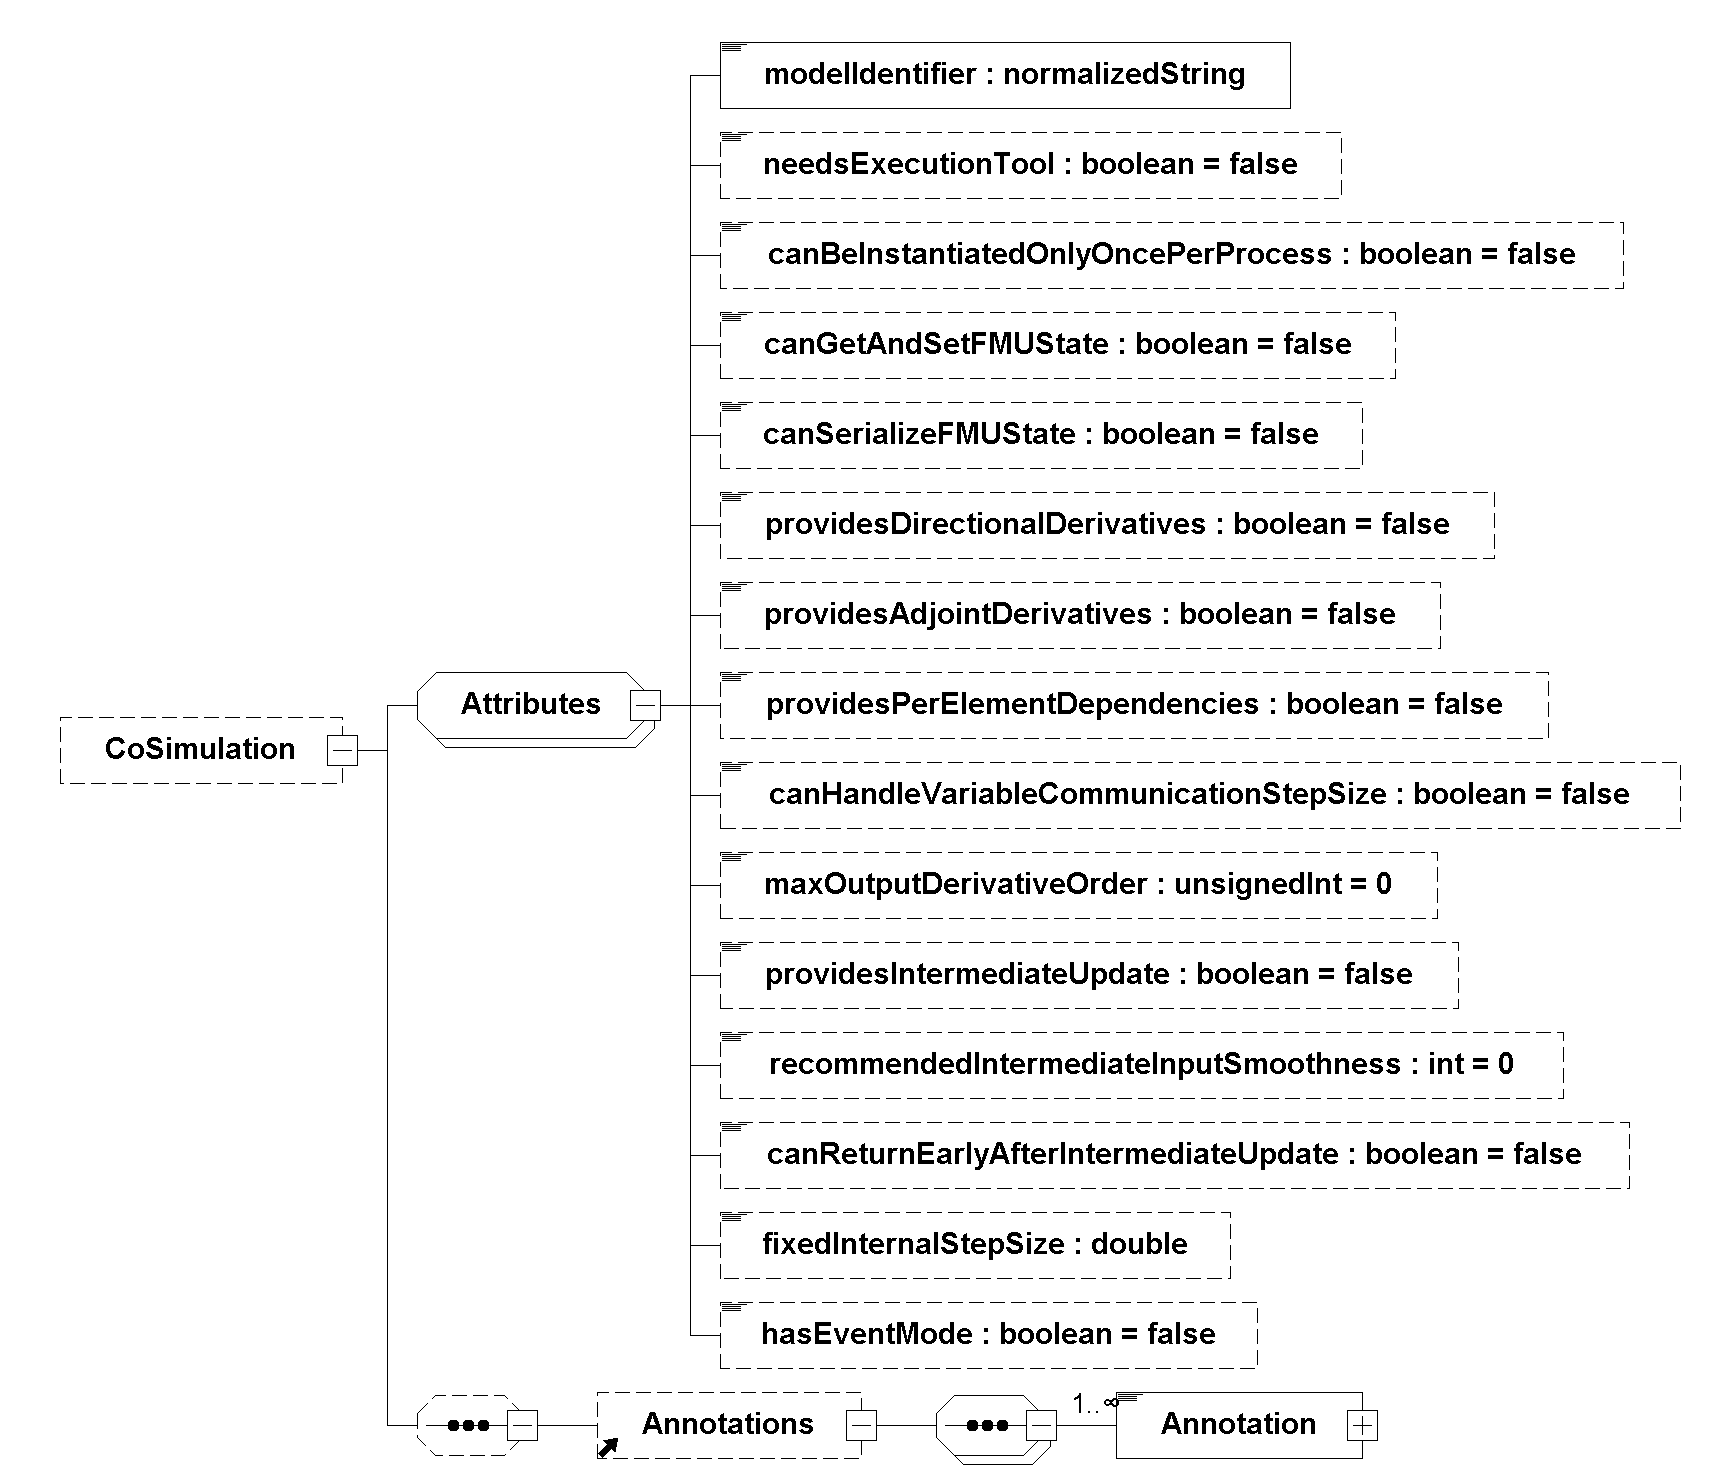 modelIdentifier : normalizedString
needsExecutionTool : boolean = false
canBeInstantiatedOnlyOncePerProcess : boolean = false
canGetAndSetFMUState : boolean = false
canSerializeFMUState : boolean = false
providesDirectionalDerivatives : boolean = false
providesAdjointDerivatives : boolean = false
Attributes
providesPerElementDependencies : boolean = false
CoSimulation
canHandleVariableCommunicationStepSize : boolean = false
maxOutputDerivativeOrder : unsignedInt = 0
providesIntermediateUpdate : boolean = false
recommendedIntermediateInputSmoothness : int = 0
canReturnEarlyAfterIntermediateUpdate : boolean = false
fixedInternalStepSize : double
hasEventMode : boolean = false
1..∞
Annotations
Annotation